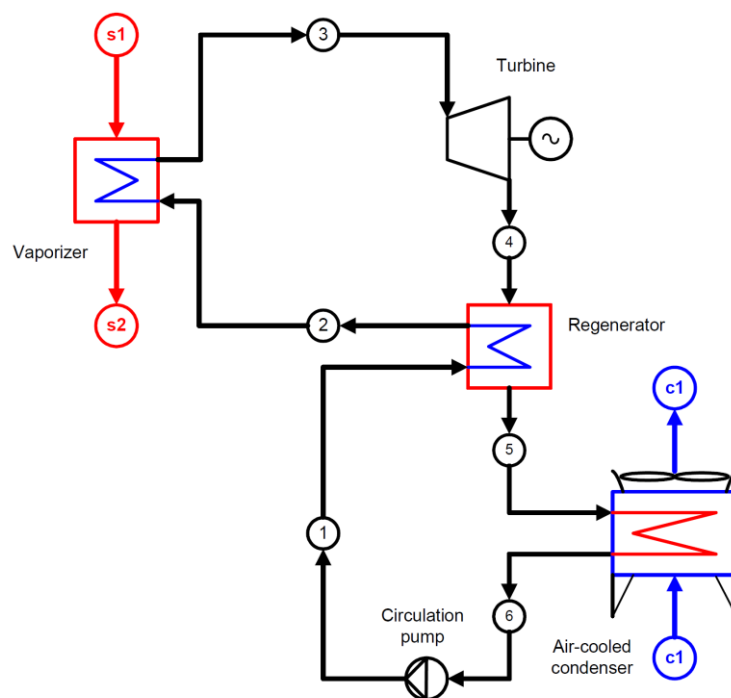 s1
3
Turbine
~
4
Vaporizer
s2
2
Regenerator
c1
5
1
6
Circulation
pump
Air-cooled
condenser
c1